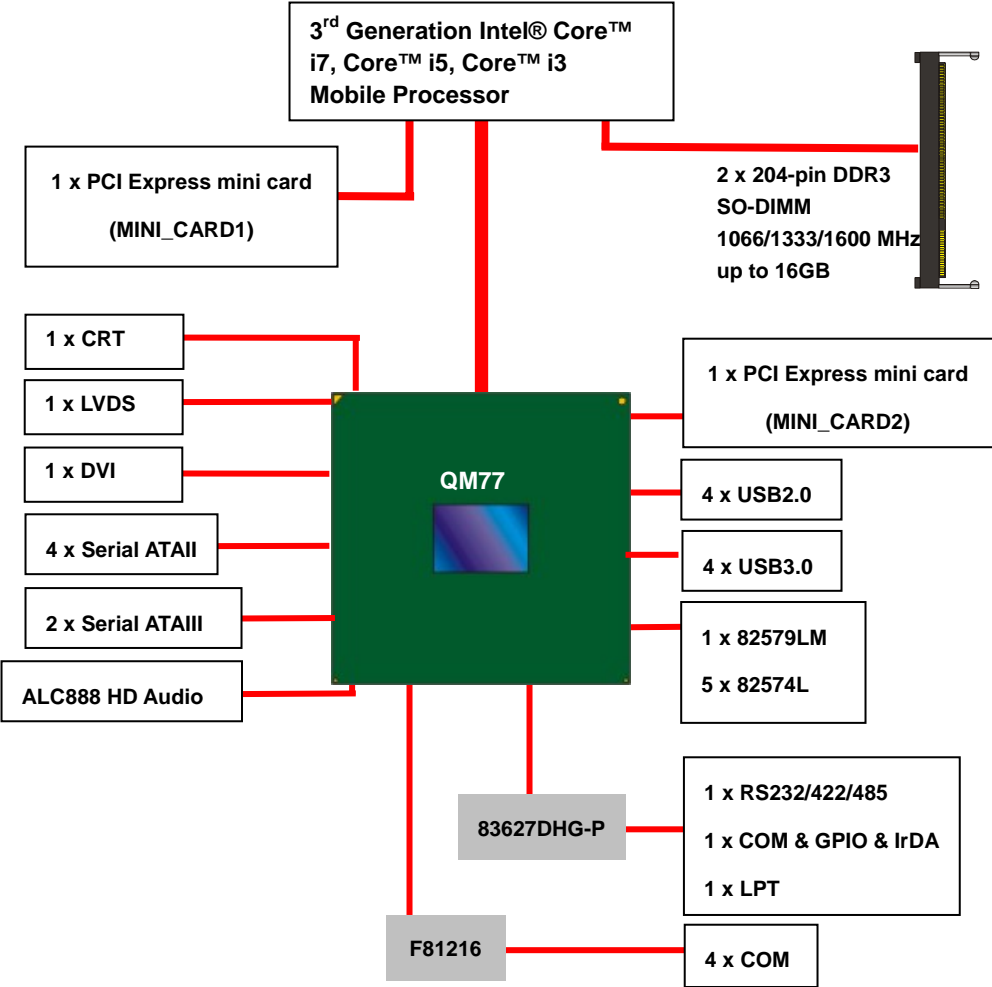 3rd Generation Intel® Core™
i7, Core™ i5, Core™ i3
Mobile Processor
1 x PCI Express mini card
(MINI_CARD1)
2 x 204-pin DDR3
SO-DIMM
1066/1333/1600 MHz
up to 16GB
1 x CRT
1 x LVDS
1 x DVI
4 x Serial ATAII
2 x Serial ATAIII
ALC888 HD Audio
QM77
1 x PCI Express mini card
(MINI_CARD2)
4 x USB2.0
4 x USB3.0
1 x 82579LM
5 x 82574L
83627DHG-P
1 x RS232/422/485
1 x COM & GPIO & IrDA
1 x LPT
F81216
4 x COM